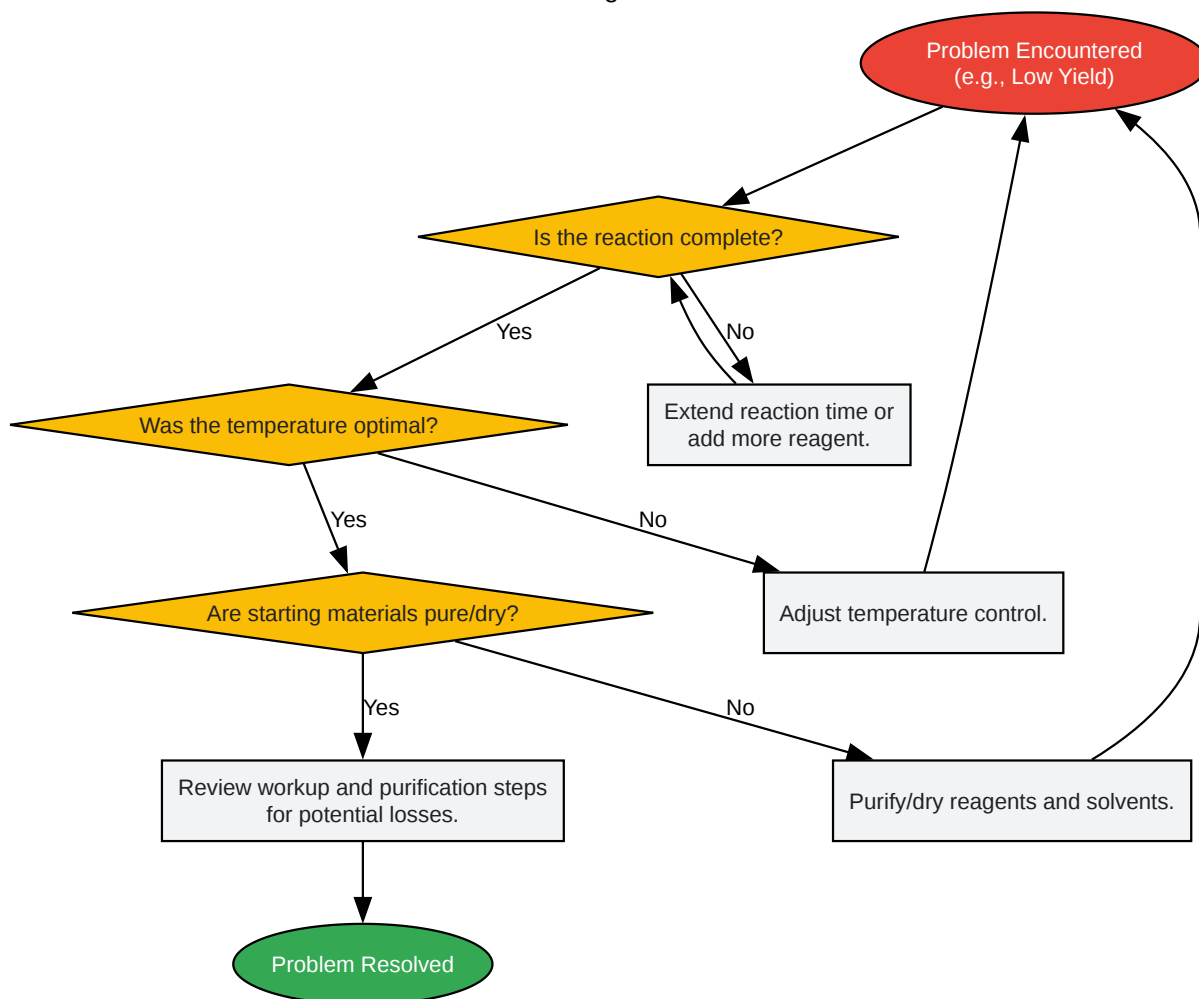 Problem Encountered
(e.g., Low Yield)
Is the reaction complete?
Yes
No
Extend reaction time or
add more reagent.
Was the temperature optimal?
Yes
No
Are starting materials pure/dry?
Adjust temperature control.
Yes
No
Review workup and purification steps
for potential losses.
Purify/dry reagents and solvents.
Problem Resolved